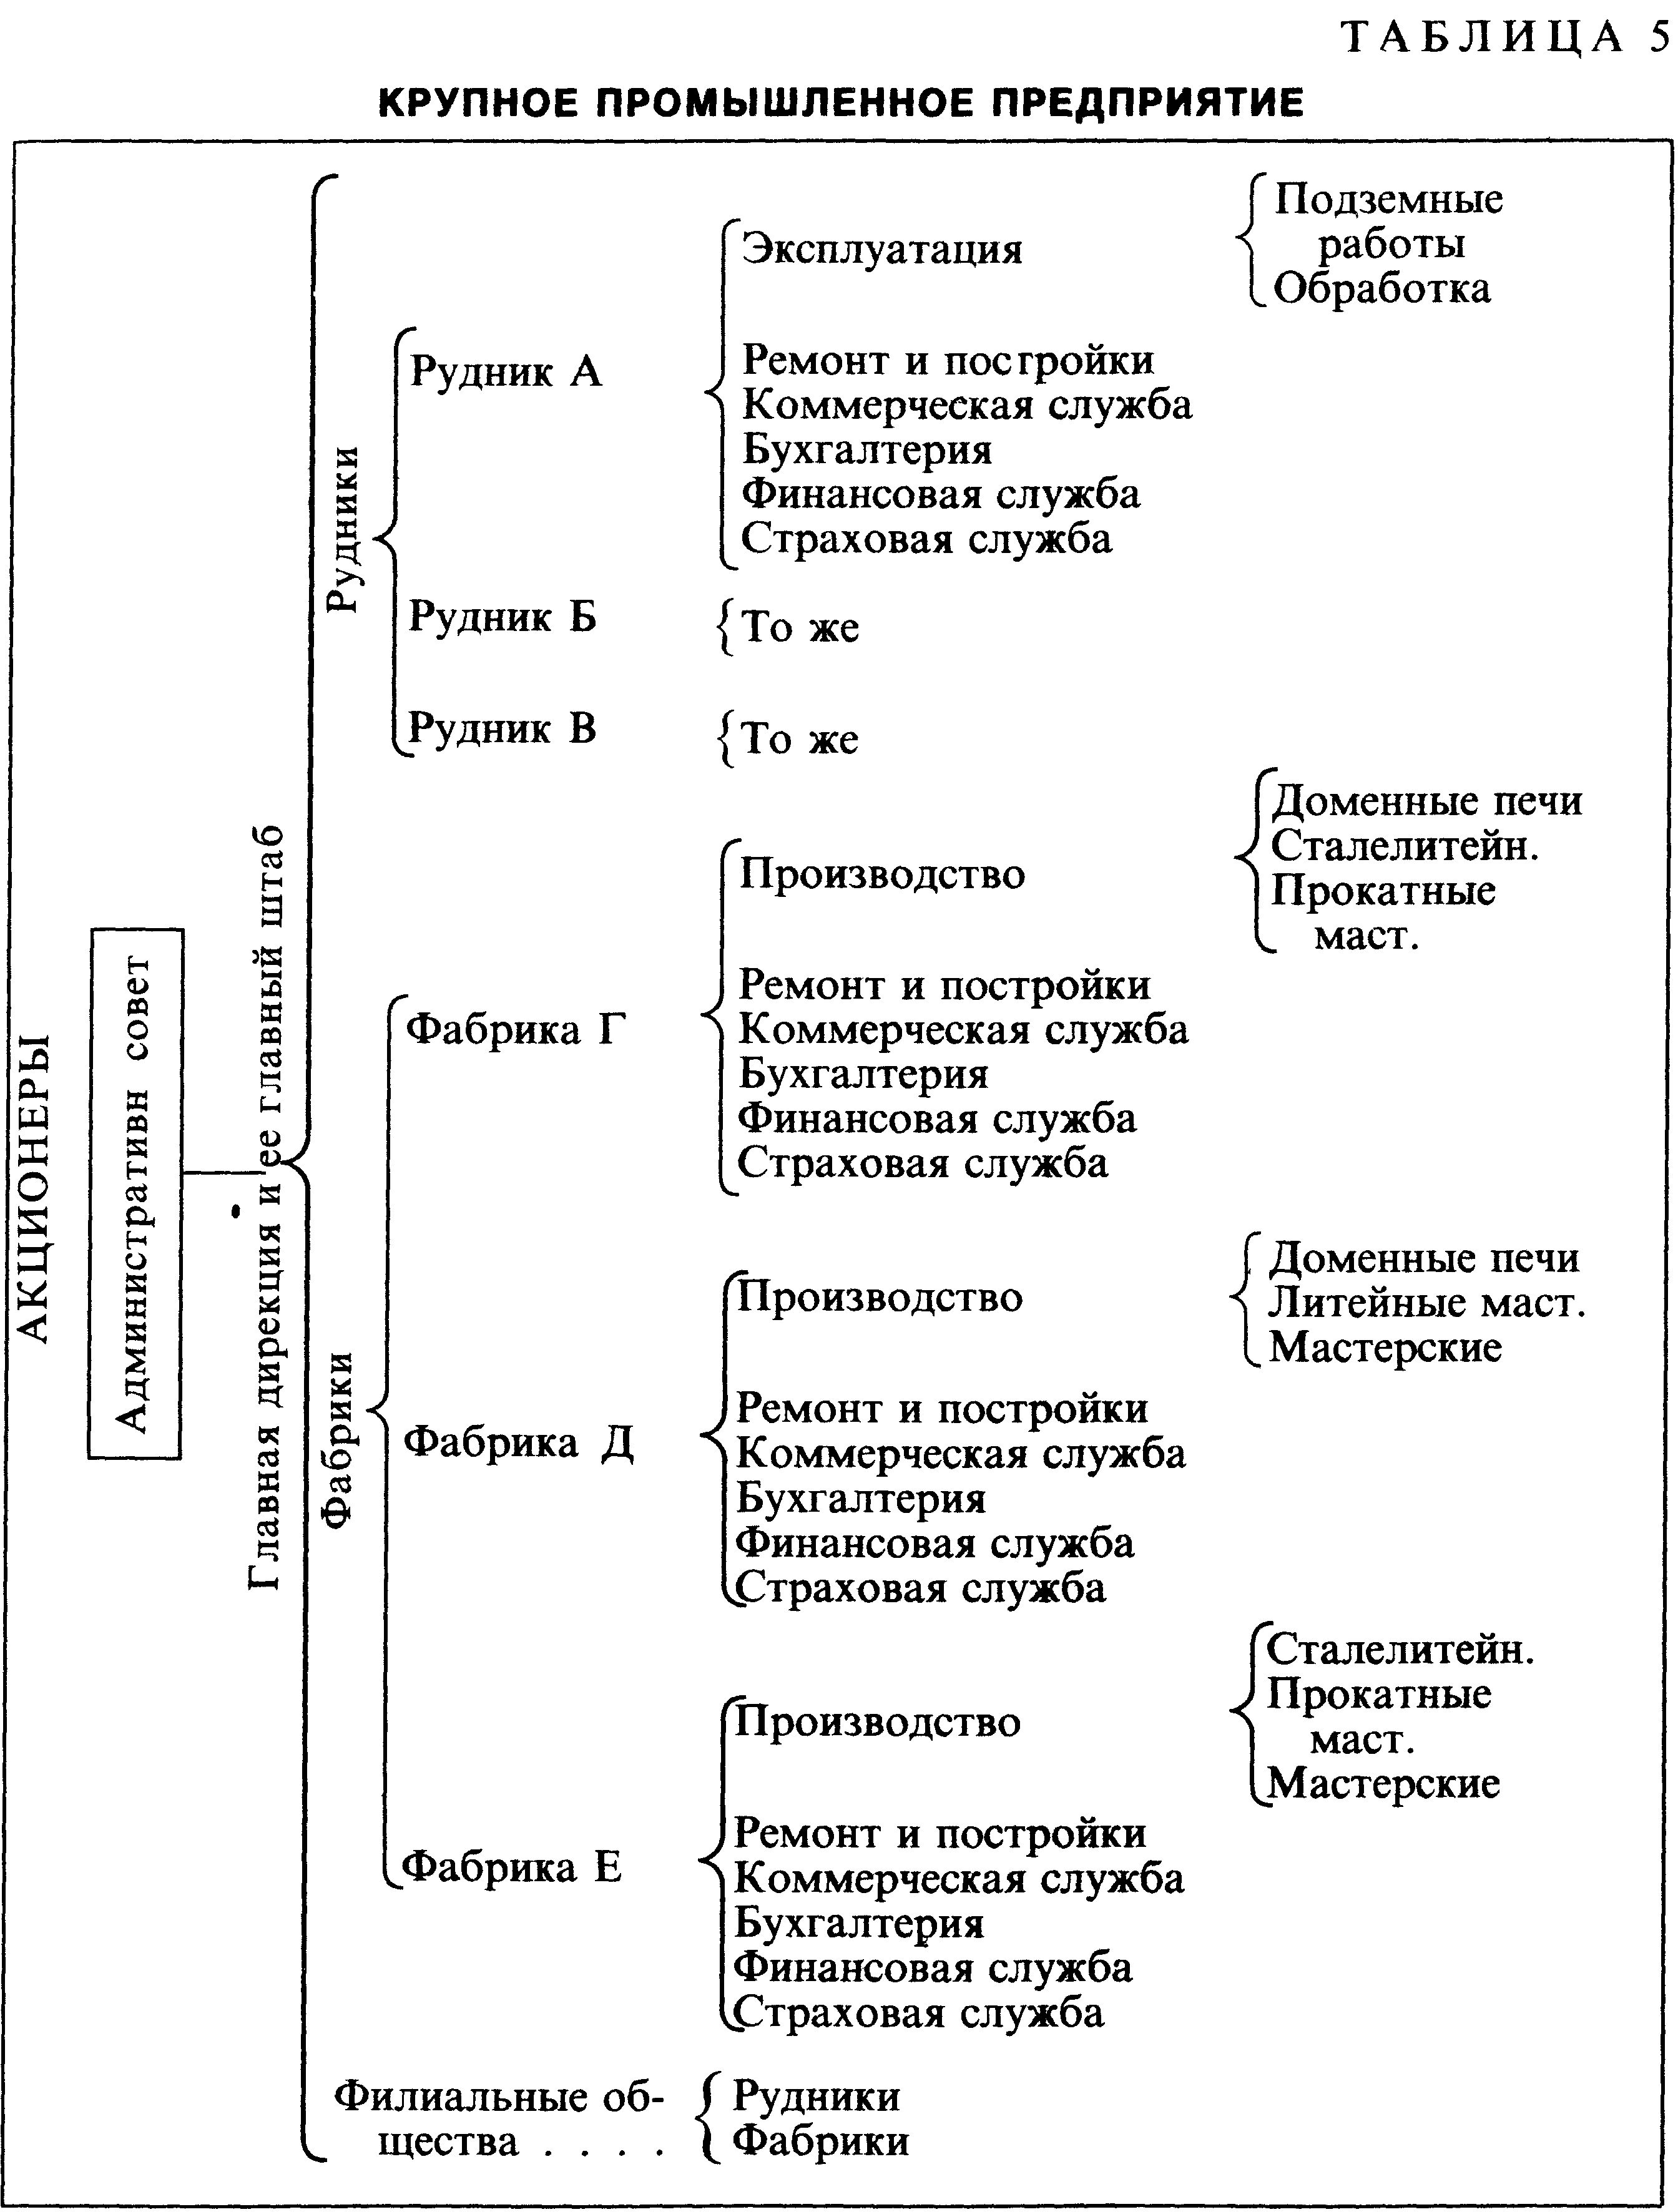 ТАБЛИЦА 5
КРУПНОЕ ПРОМЫШЛЕННОЕ ПРЕДПРИЯТИЕ
АКЦИОНЕРЫ
Административн совет
Главная дирекция и ее главный штаб
Рудники
Рудник А
Эксплуатация
Подземные
работы
Обработка
Ремонт и постройки
Коммерческая служба
Бухгалтерия
Финансовая служба
Страховая служба
Рудник Б
То же
Рудник В
То же
Фабрики
Фабрика Г
Производство
Доменные печи
Сталелитейн.
Прокатные
маст.
Ремонт и постройки
Коммерческая служба
Бухгалтерия
Финансовая служба
Страховая служба
Фабрика Д
Производство
Доменные печи
Литейные маст.
Мастерские
Ремонт и постройки
Коммерческая служба
Бухгалтерия
Финансовая служба
Страховая служба
Фабрика Е
Производство
Сталелитейн.
Прокатные
маст.
Мастерские
Ремонт и постройки
Коммерческая служба
Бухгалтерия
Финансовая служба
Страховая служба
Филиальные об-
щества . . . .
Рудники
Фабрики